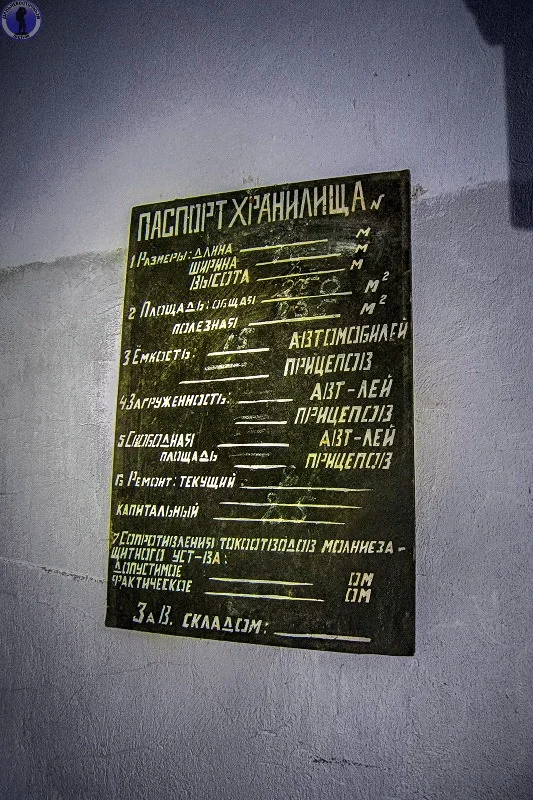 ПАСПОРТ ХРАНИЛИЩА N
1 РАЗМЕРЫ: ДЛИНА М
ШИРИНА М
ВЫСОТА М
2 ПЛОЩАДЬ: ОБЩАЯ М²
ПОЛЕЗНАЯ М²
3 ЁМКОСТЬ: АВТОМОБИЛЕЙ
ПРИЦЕПОВ
4 ЗАГРУЖЕННОСТЬ: АВТ-ЛЕЙ
ПРИЦЕПОВ
5 СВОБОДНАЯ АВТ-ЛЕЙ
ПЛОЩАДЬ ПРИЦЕПОВ
6 РЕМОНТ: ТЕКУЩИЙ
КАПИТАЛЬНЫЙ
7 СОПРОТИВЛЕНИЯ ТОКООТВОДОВ МОЛНИЕЗА-
ЩИТНОГО УСТ-ВА:
ДОПУСТИМОЕ ОМ
ФАКТИЧЕСКОЕ ОМ
ЗАВ. СКЛАДОМ: